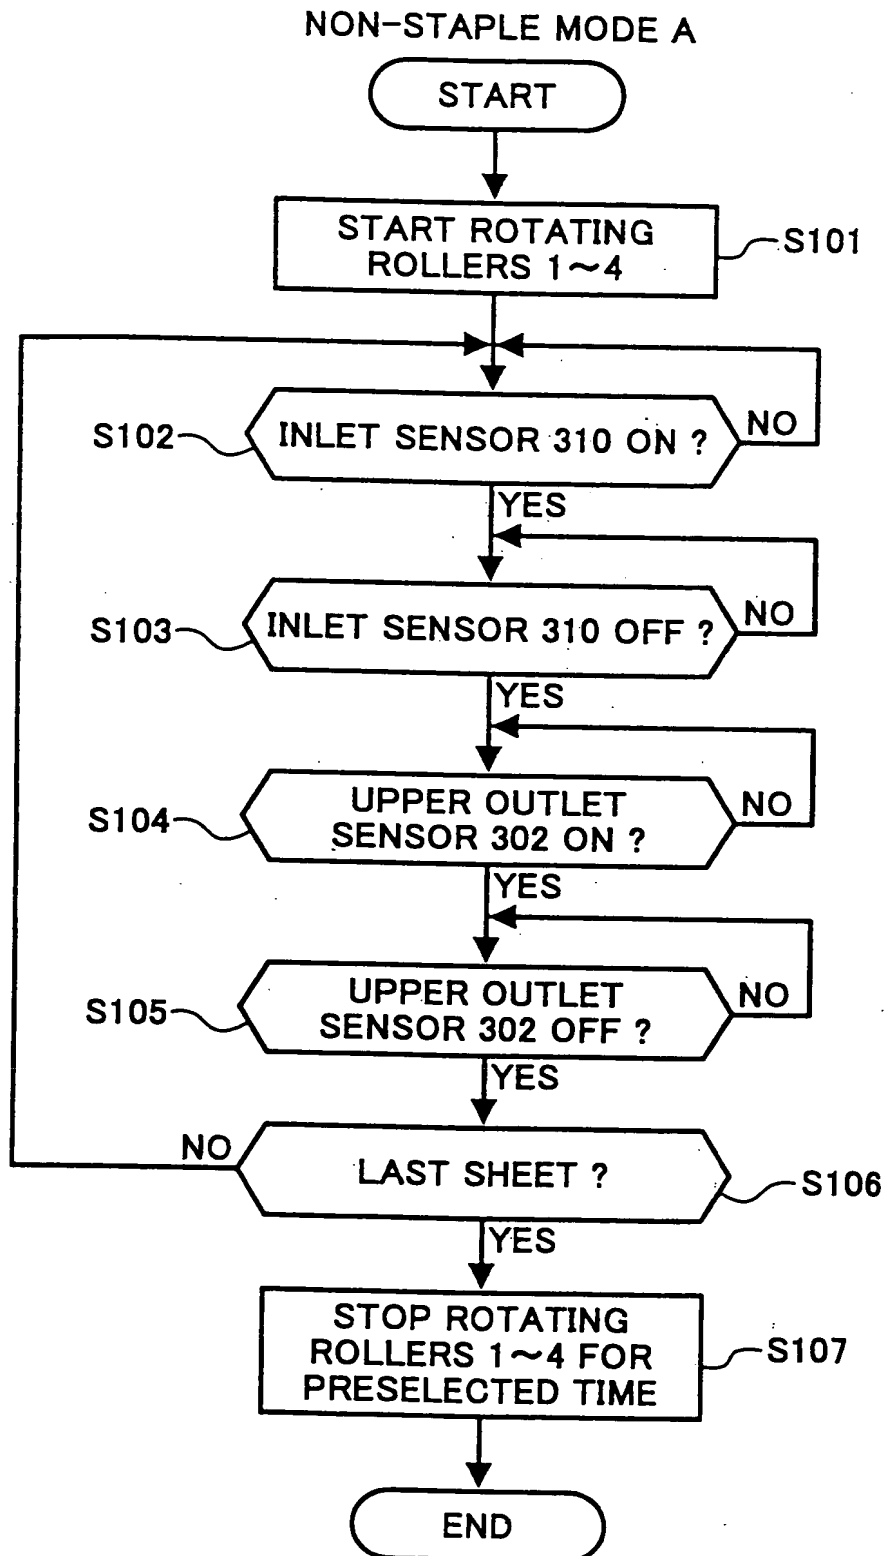 NON-STAPLE MODE A
START
START ROTATING
ROLLERS 1~4
S101
S102
INLET SENSOR 310 ON ?
NO
YES
S103
INLET SENSOR 310 OFF ?
NO
YES
S104
UPPER OUTLET
SENSOR 302 ON ?
NO
YES
S105
UPPER OUTLET
SENSOR 302 OFF ?
NO
YES
NO
LAST SHEET ?
S106
YES
STOP ROTATING
ROLLERS 1~4 FOR
PRESELECTED TIME
S107
END